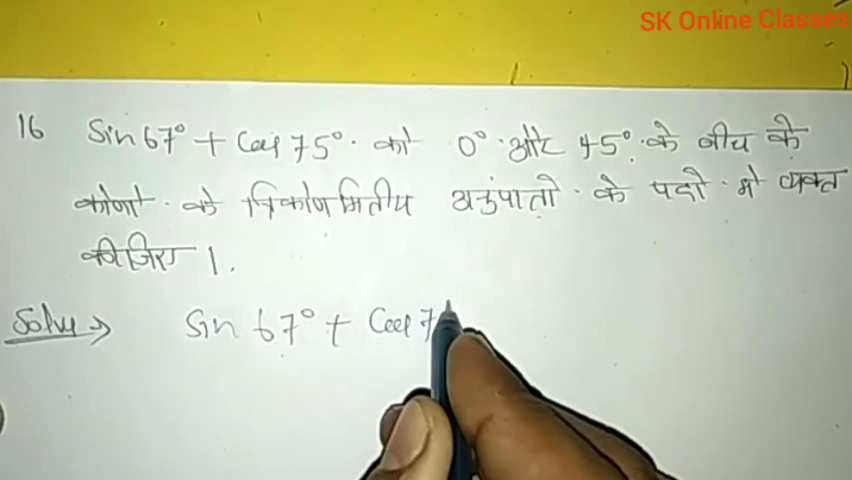 SK Online Classes
16 Sin 67° + Cos 75° को 0° और 45° के बीच के
कोणों के त्रिकोणमितीय अनुपातो के पदो मे व्यक्त
कीजिए ।
Solve → Sin 67° + Cos 7